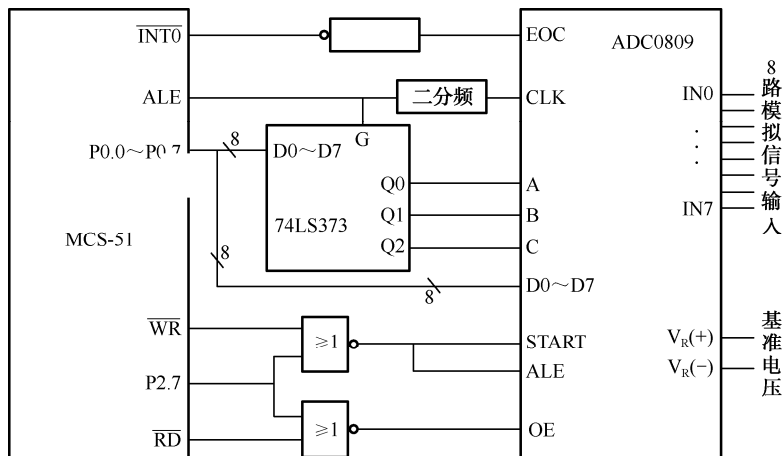 INT0
EOC
ADC0809
ALE
二分频
CLK
IN0
8路模拟信号输入
P0.0～P0.7
8
D0～D7
G
Q0
A
Q1
B
IN7
MCS-51
74LS373
Q2
C
8
8
D0～D7
WR
≥1
START
VR(+)
基准电压
P2.7
ALE
VR(−)
RD
≥1
OE